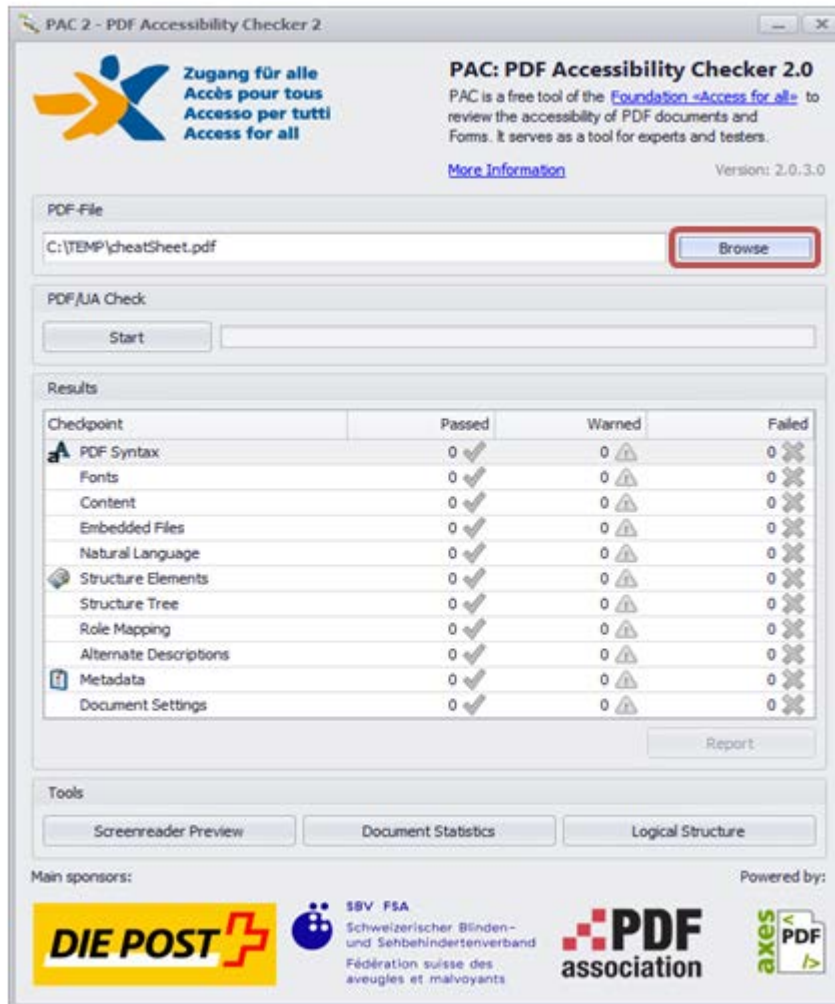 PAC 2 - PDF Accessibility Checker 2
Zugang für alle
Accès pour tous
Accesso per tutti
Access for all
PAC: PDF Accessibility Checker 2.0
PAC is a free tool of the Foundation «Access for all» to
review the accessibility of PDF documents and
Forms. It serves as a tool for experts and testers.
More Information Version: 2.0.3.0
PDF-File
C:\TEMP\cheatSheet.pdf Browse
PDF/UA Check
Start
Results
Checkpoint Passed Warned Failed
PDF Syntax 0 0 0
Fonts 0 0 0
Content 0 0 0
Embedded Files 0 0 0
Natural Language 0 0 0
Structure Elements 0 0 0
Structure Tree 0 0 0
Role Mapping 0 0 0
Alternate Descriptions 0 0 0
Metadata 0 0 0
Document Settings 0 0 0
Report
Tools
Screenreader Preview Document Statistics Logical Structure
Main sponsors: Powered by:
DIE POST
SBV FSA
Schweizerischer Blinden-
und Sehbehindertenverband
Fédération suisse des
aveugles et malvoyants
PDF
association
axes
<
PDF
/>